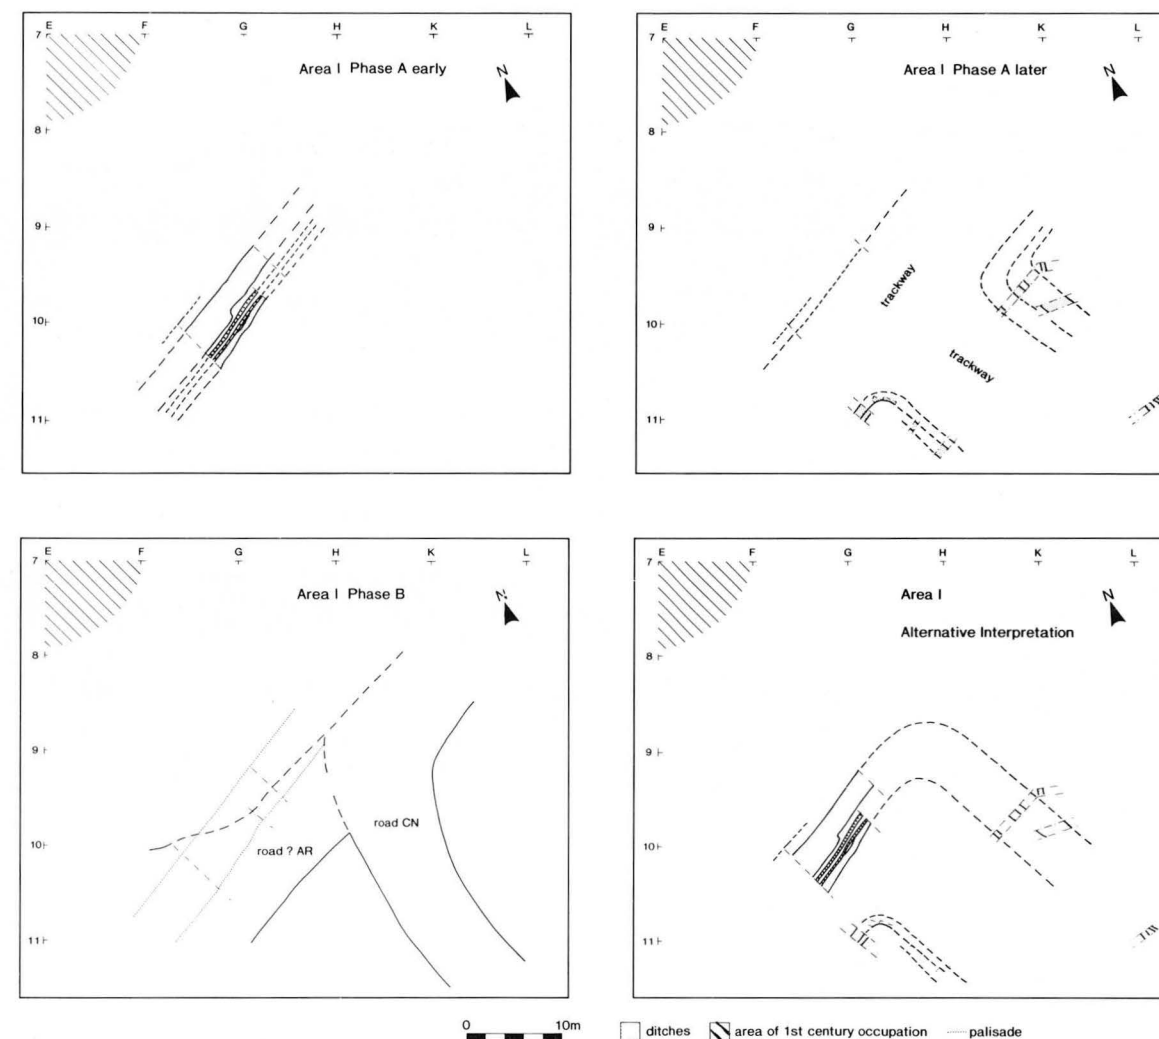 E F G H K L
7
Area I Phase A early
N
8
9
10
11
E F G H K L
7
Area I Phase A later
N
8
9
trackway
10
trackway
11
E F G H K L
7
Area I Phase B
N
8
9
road CN
10
road ? AR
11
E F G H K L
7
Area I
N
Alternative Interpretation
8
9
10
11
0 10m
ditches area of 1st century occupation palisade